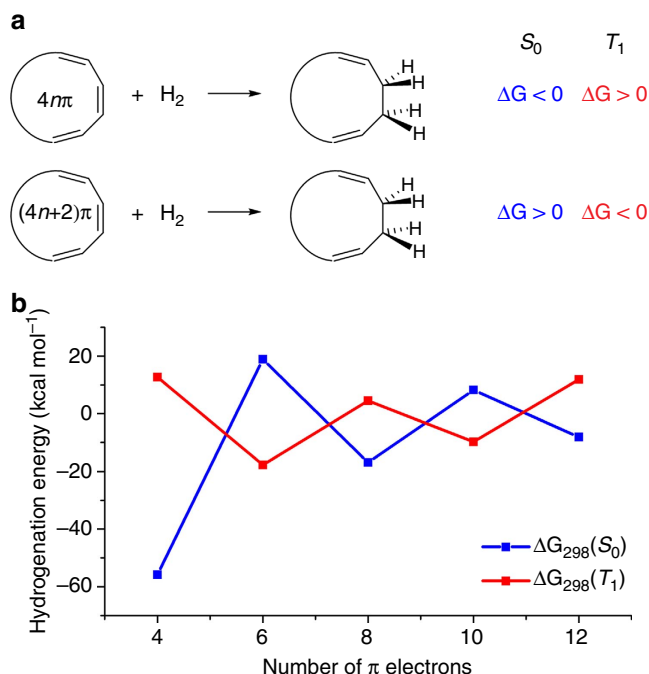 a
S₀ T₁
4nπ + H₂ H H H H ΔG < 0 ΔG > 0
(4n+2)π + H₂ H H H H ΔG > 0 ΔG < 0
b
Hydrogenation energy (kcal mol⁻¹)
20
0
−20
−40
−60
ΔG₂₉₈(S₀)
ΔG₂₉₈(T₁)
4 6 8 10 12
Number of π electrons